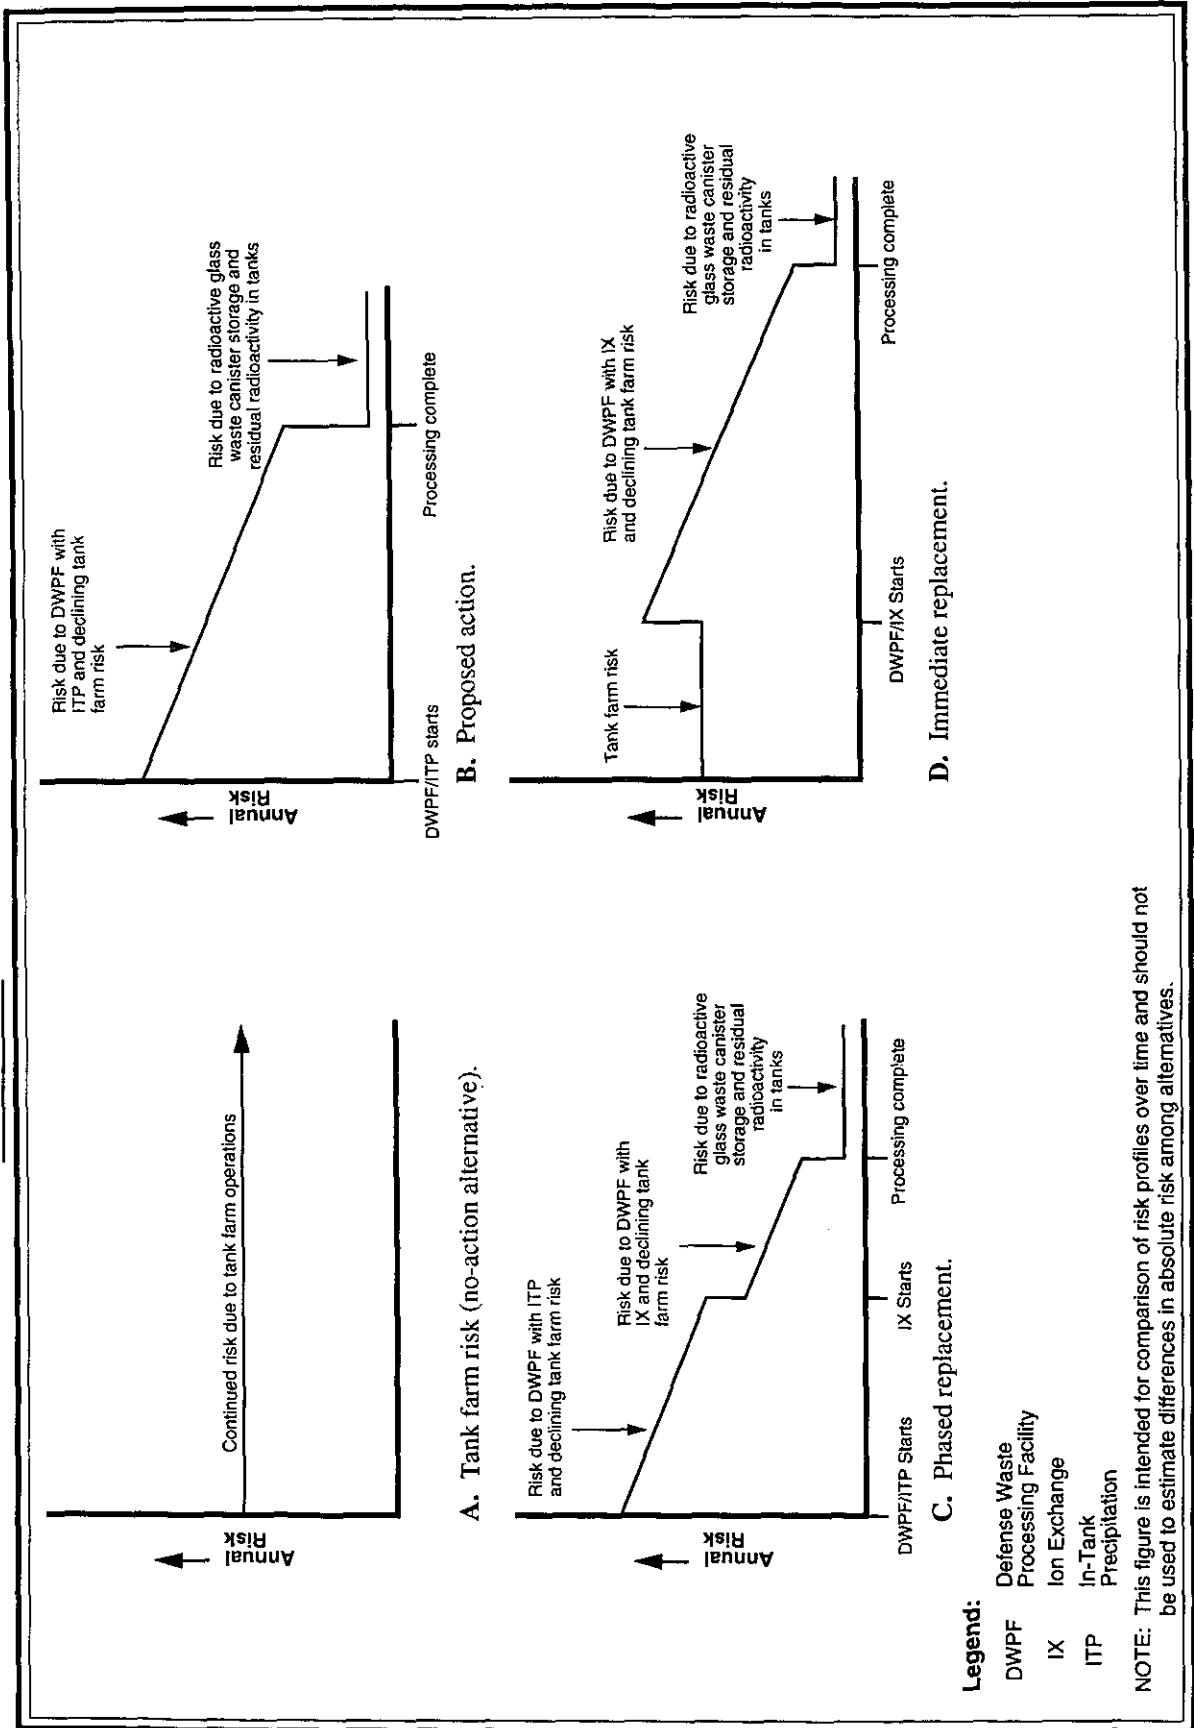 Annual
Risk
Continued risk due to tank farm operations
A. Tank farm risk (no-action alternative).
Annual
Risk
Risk due to DWPF with
ITP and declining tank
farm risk
Risk due to radioactive glass
waste canister storage and
residual radioactivity in tanks
DWPF/ITP starts
Processing complete
B. Proposed action.
Annual
Risk
Risk due to DWPF with ITP
and declining tank farm risk
Risk due to DWPF with
IX and declining tank
farm risk
Risk due to radioactive
glass waste canister
storage and residual
radioactivity
in tanks
DWPF/ITP Starts
IX Starts
Processing complete
C. Phased replacement.
Annual
Risk
Tank farm risk
Risk due to DWPF with IX
and declining tank farm risk
Risk due to radioactive
glass waste canister
storage and residual
radioactivity
in tanks
DWPF/IX Starts
Processing complete
D. Immediate replacement.
Legend:
DWPF Defense Waste
Processing Facility
IX Ion Exchange
ITP In-Tank
Precipitation
NOTE: This figure is intended for comparison of risk profiles over time and should not
be used to estimate differences in absolute risk among alternatives.